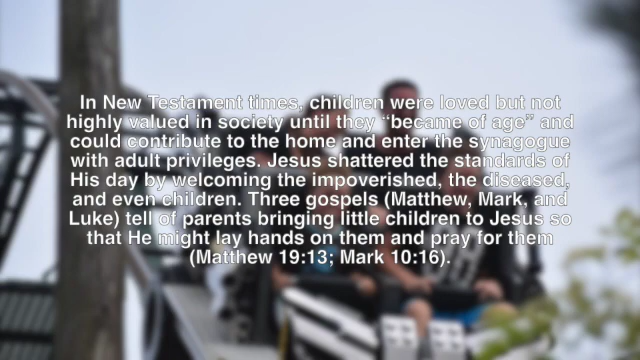 In New Testament times, children were loved but not
highly valued in society until they “became of age” and
could contribute to the home and enter the synagogue
with adult privileges. Jesus shattered the standards of
His day by welcoming the impoverished, the diseased,
and even children. Three gospels (Matthew, Mark, and
Luke) tell of parents bringing little children to Jesus so
that He might lay hands on them and pray for them
(Matthew 19:13; Mark 10:16).